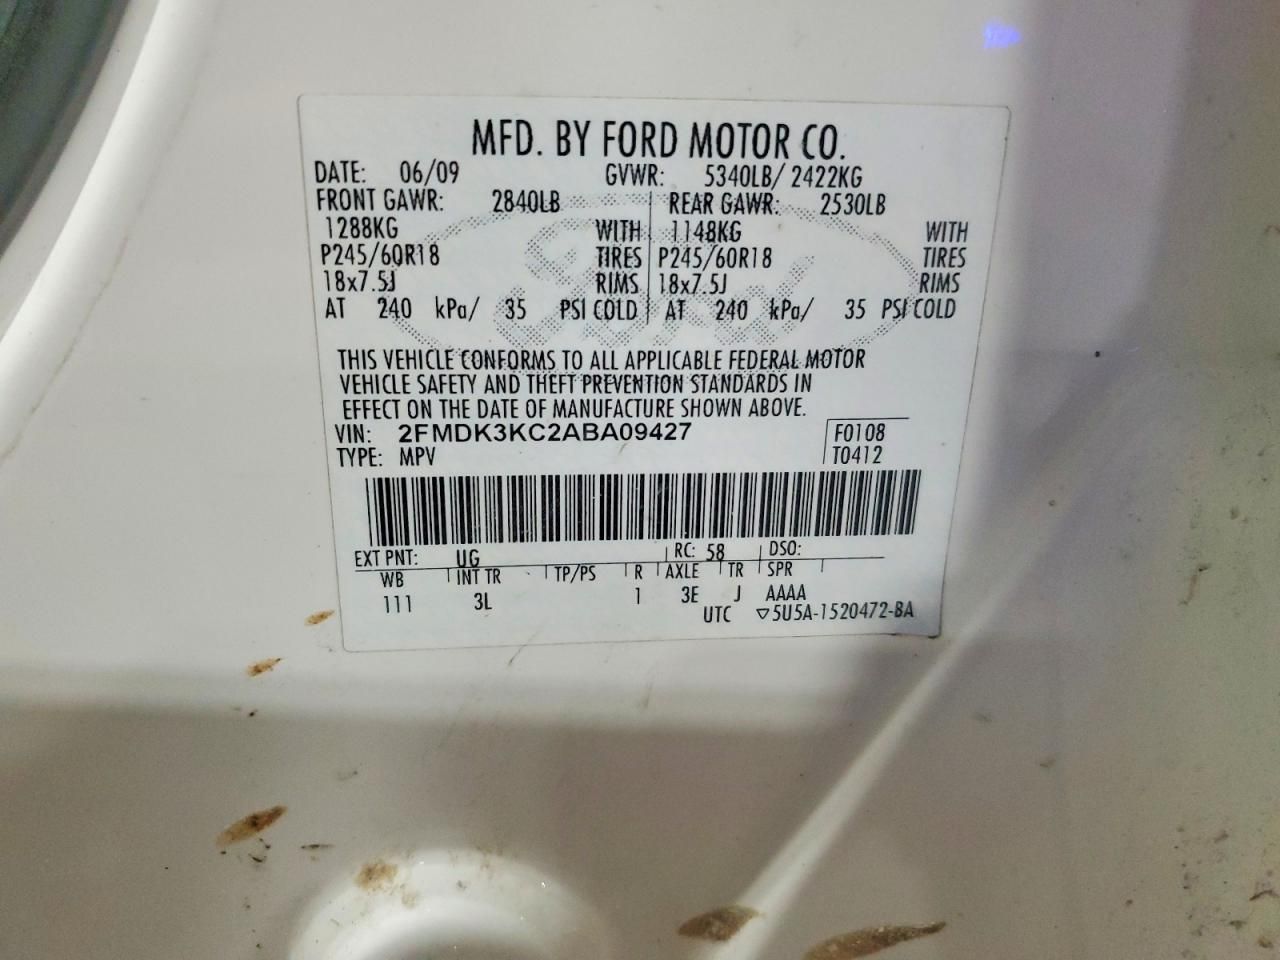 MFD. BY FORD MOTOR CO.
DATE: 06/09 GVWR: 5340LB/ 2422KG
FRONT GAWR: 2840LB REAR GAWR: 2530LB
1288KG WITH 1148KG WITH
P245/60R18 TIRES P245/60R18 TIRES
18x7.5J RIMS 18x7.5J RIMS
AT 240 kPa/ 35 PSI COLD AT 240 kPa/ 35 PSI COLD
Ford
THIS VEHICLE CONFORMS TO ALL APPLICABLE FEDERAL MOTOR
VEHICLE SAFETY AND THEFT PREVENTION STANDARDS IN
EFFECT ON THE DATE OF MANUFACTURE SHOWN ABOVE.
VIN: 2FMDK3KC2ABA09427 F0108
TYPE: MPV T0412
EXT PNT: UG RC: 58 DSO:
WB INT TR TP/PS R AXLE TR SPR
111 3L 1 3E J AAAA
UTC ▽5U5A-1520472-BA